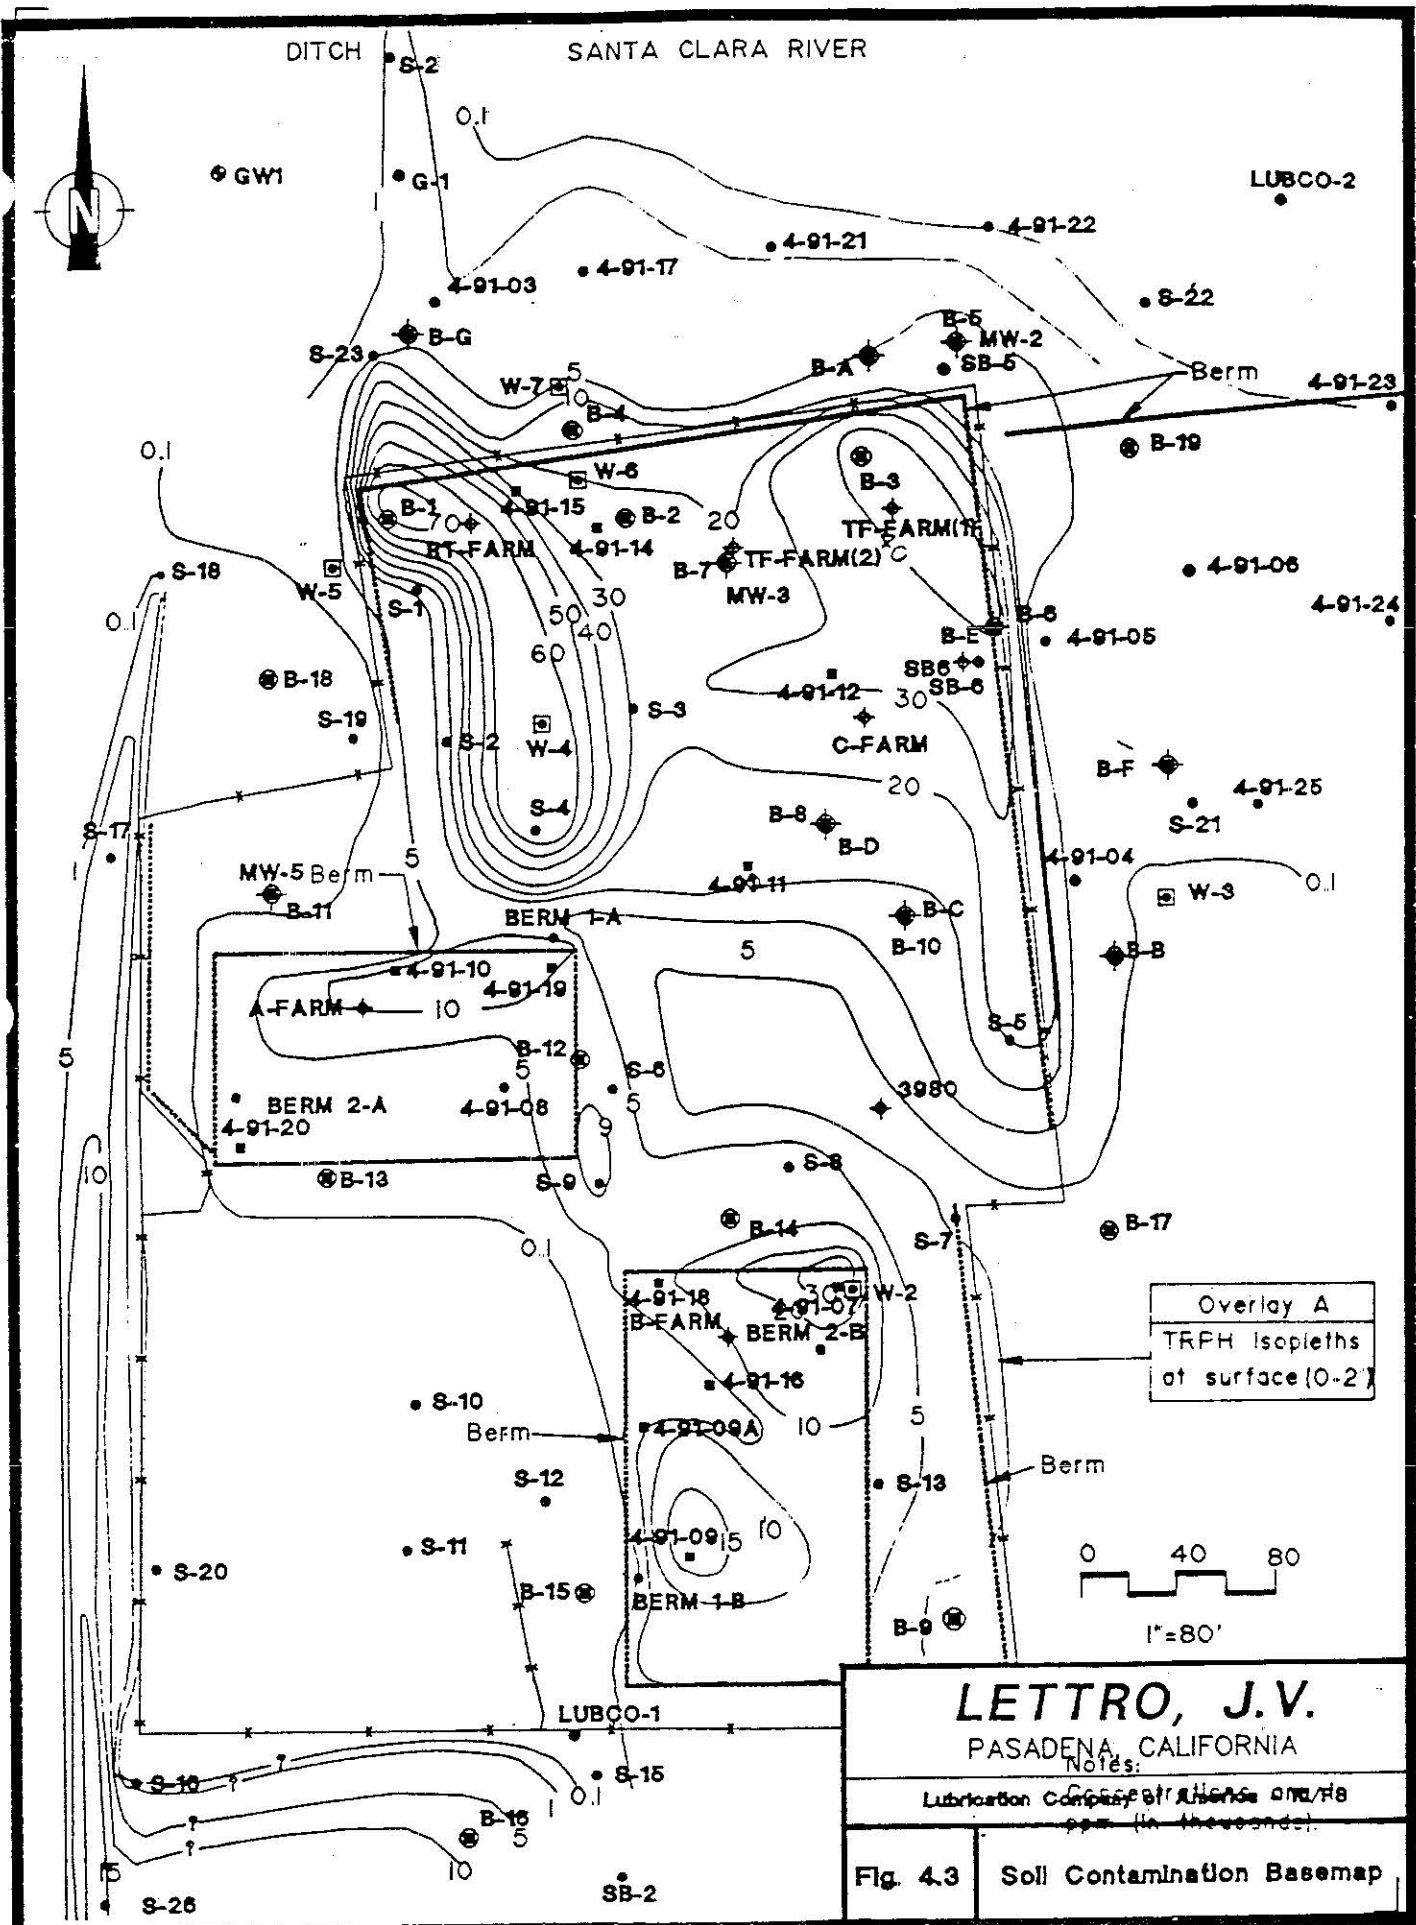 DITCH
SANTA CLARA RIVER
S-2
0.1
GW1
G-1
N
LUBCO-2
4-91-22
4-91-21
4-91-17
4-91-03
S-22
B-G
B-5
MW-2
S-23
B-A
SB-5
W-7
5
10
Berm
4-91-23
B-4
0.1
B-19
W-6
B-3
4-91-15
B-1
70
B-2
20
TF-FARM(1)
RT-FARM
4-91-14
TF-FARM(2)
B-7
MW-3
S-18
W-5
S-1
4-91-06
30
50
40
60
0.1
4-91-24
B-6
B-E
4-91-05
SB6
SB-6
B-18
4-91-12
30
S-3
S-19
S-2
W-4
C-FARM
B-F
20
4-91-25
S-21
S-4
B-8
B-D
S-17
1
5
4-91-04
MW-5
Berm
4-91-11
0.1
W-3
B-11
BERM 1-A
B-C
B-10
5
B-B
4-91-10
4-91-19
A-FARM
10
S-5
5
B-12
5
S-6
3980
BERM 2-A
4-91-08
5
4-91-20
9
10
B-13
S-9
S-8
B-14
S-7
B-17
0.1
4-91-18
30
W-2
4-91-07
B-FARM
BERM 2-B
Overlay A
TRPH Isopleths
at surface (0-2')
4-91-16
S-10
Berm
4-91-09A
10
5
Berm
S-12
S-13
4-91-09
15
10
S-11
S-20
0 40 80
B-15
BERM 1-B
B-9
1"=80'
LUBCO-1
LETTRO, J.V.
PASADENA, CALIFORNIA
Notes:
S-16
?
?
S-15
1
0.1
Lubrication Company of America
Concentrations
ppm (in thousands).
?
?
B-16
5
10
15
SB-2
S-26
Fig. 4.3
Soil Contamination Basemap